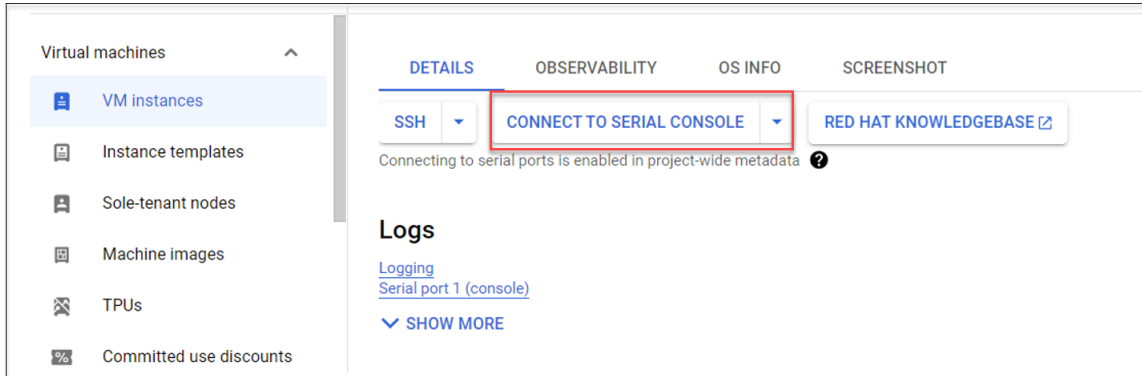 Virtual machines
VM instances
Instance templates
Sole-tenant nodes
Machine images
TPUs
Committed use discounts
DETAILS OBSERVABILITY OS INFO SCREENSHOT
SSH CONNECT TO SERIAL CONSOLE RED HAT KNOWLEDGEBASE
Connecting to serial ports is enabled in project-wide metadata ?
Logs
Logging
Serial port 1 (console)
SHOW MORE